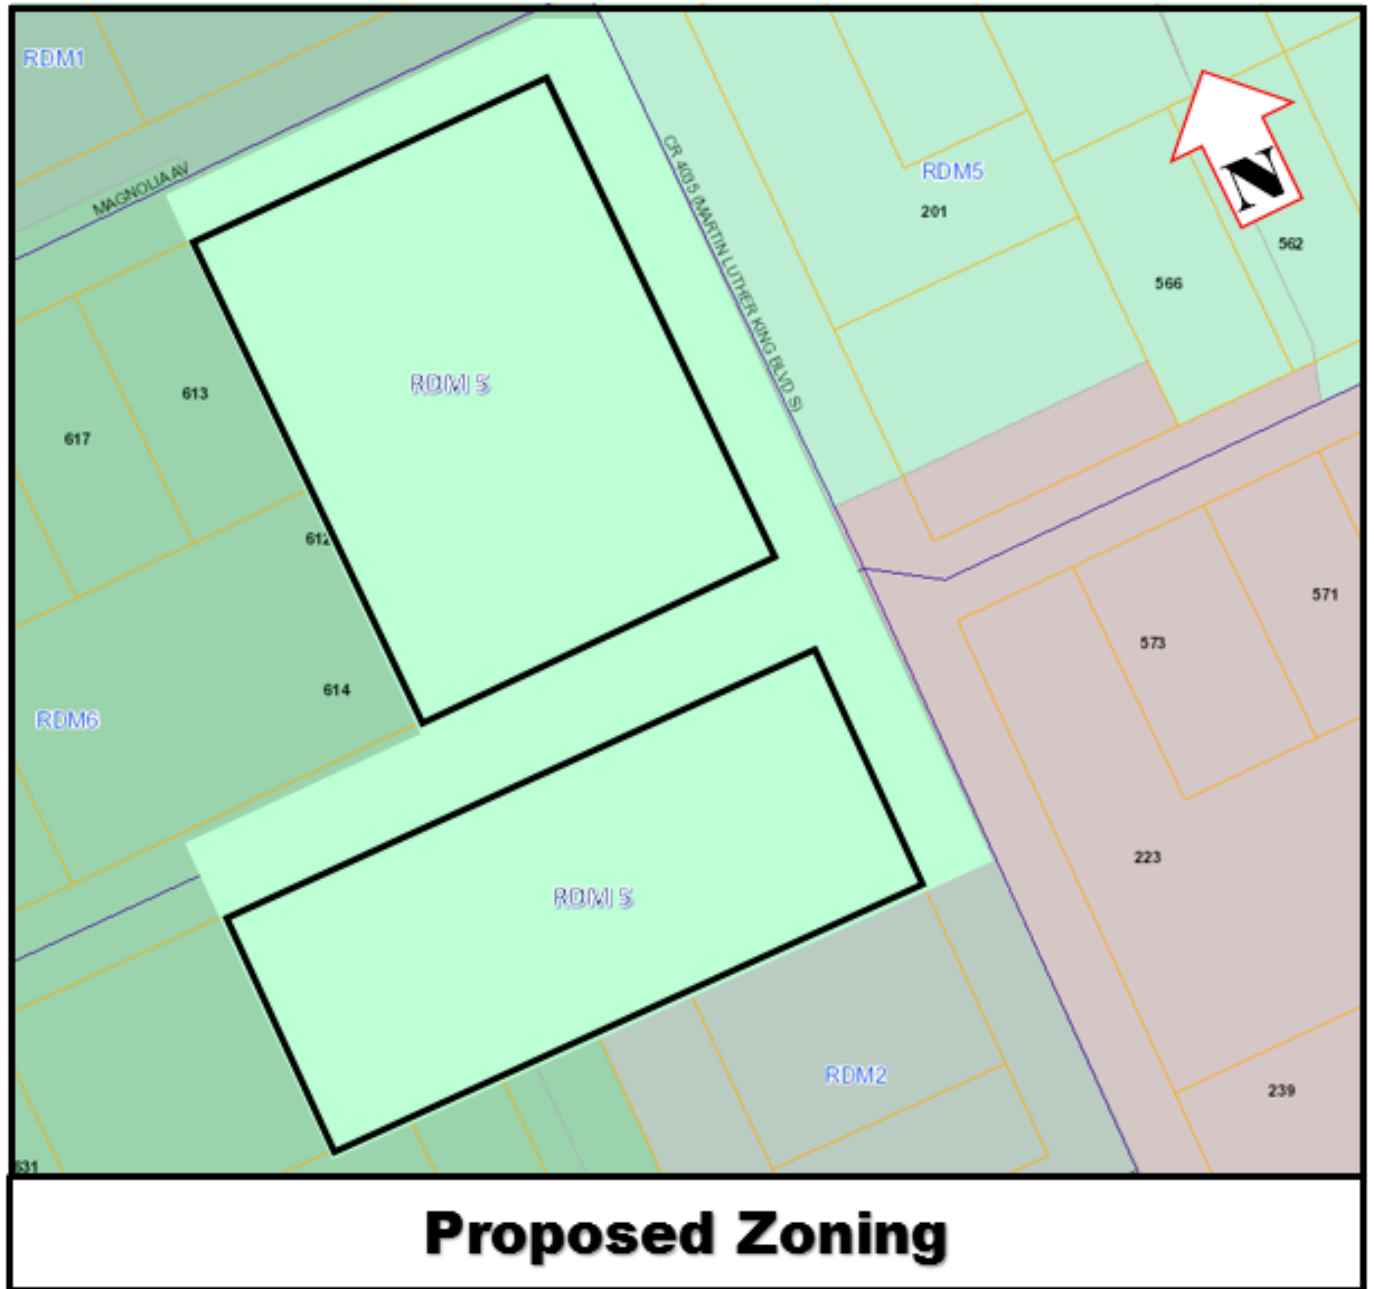 RDM1
MAGNOLIA AV
CR 4035 (MARTIN LUTHER KING BLVD S)
RDM5
201
N
562
566
RDM 5
613
617
612
571
573
614
RDM6
223
RDM 5
RDM2
239
631
Proposed Zoning